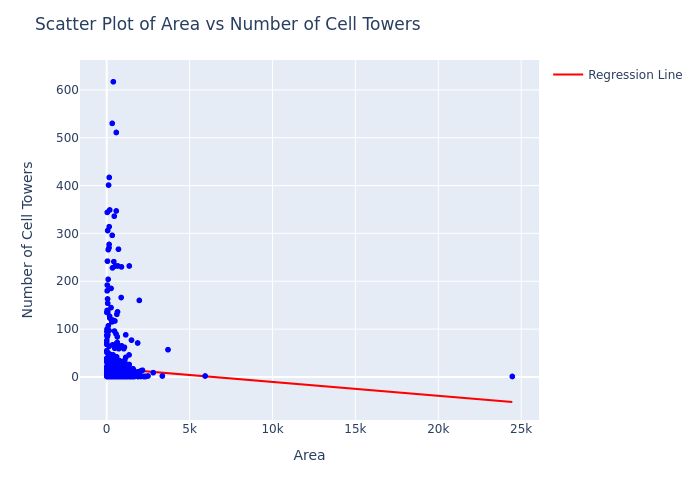 Scatter Plot of Area vs Number of Cell Towers
Regression Line
600
500
400
300
200
100
0
Number of Cell Towers
0
5k
10k
15k
20k
25k
Area